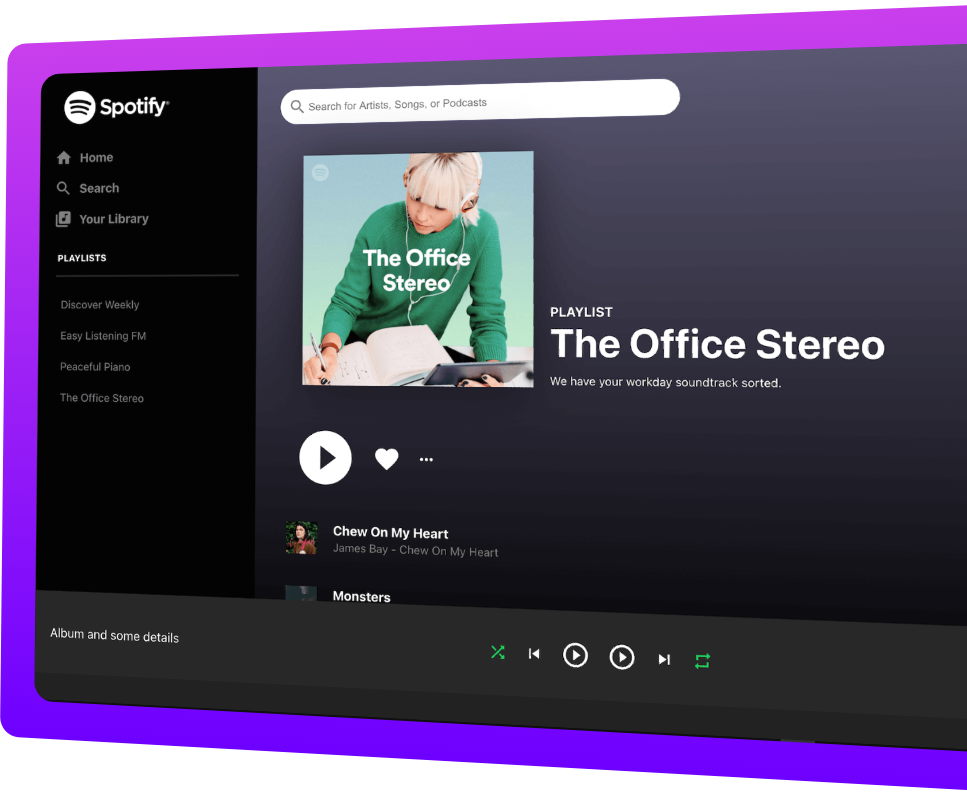 Spotify®
Home
Search
Your Library
PLAYLISTS
Discover Weekly
Easy Listening FM
Peaceful Piano
The Office Stereo
Search for Artists, Songs, or Podcasts
The Office
Stereo
PLAYLIST
The Office Stereo
We have your workday soundtrack sorted.
Chew On My Heart
James Bay - Chew On My Heart
Monsters
Album and some details